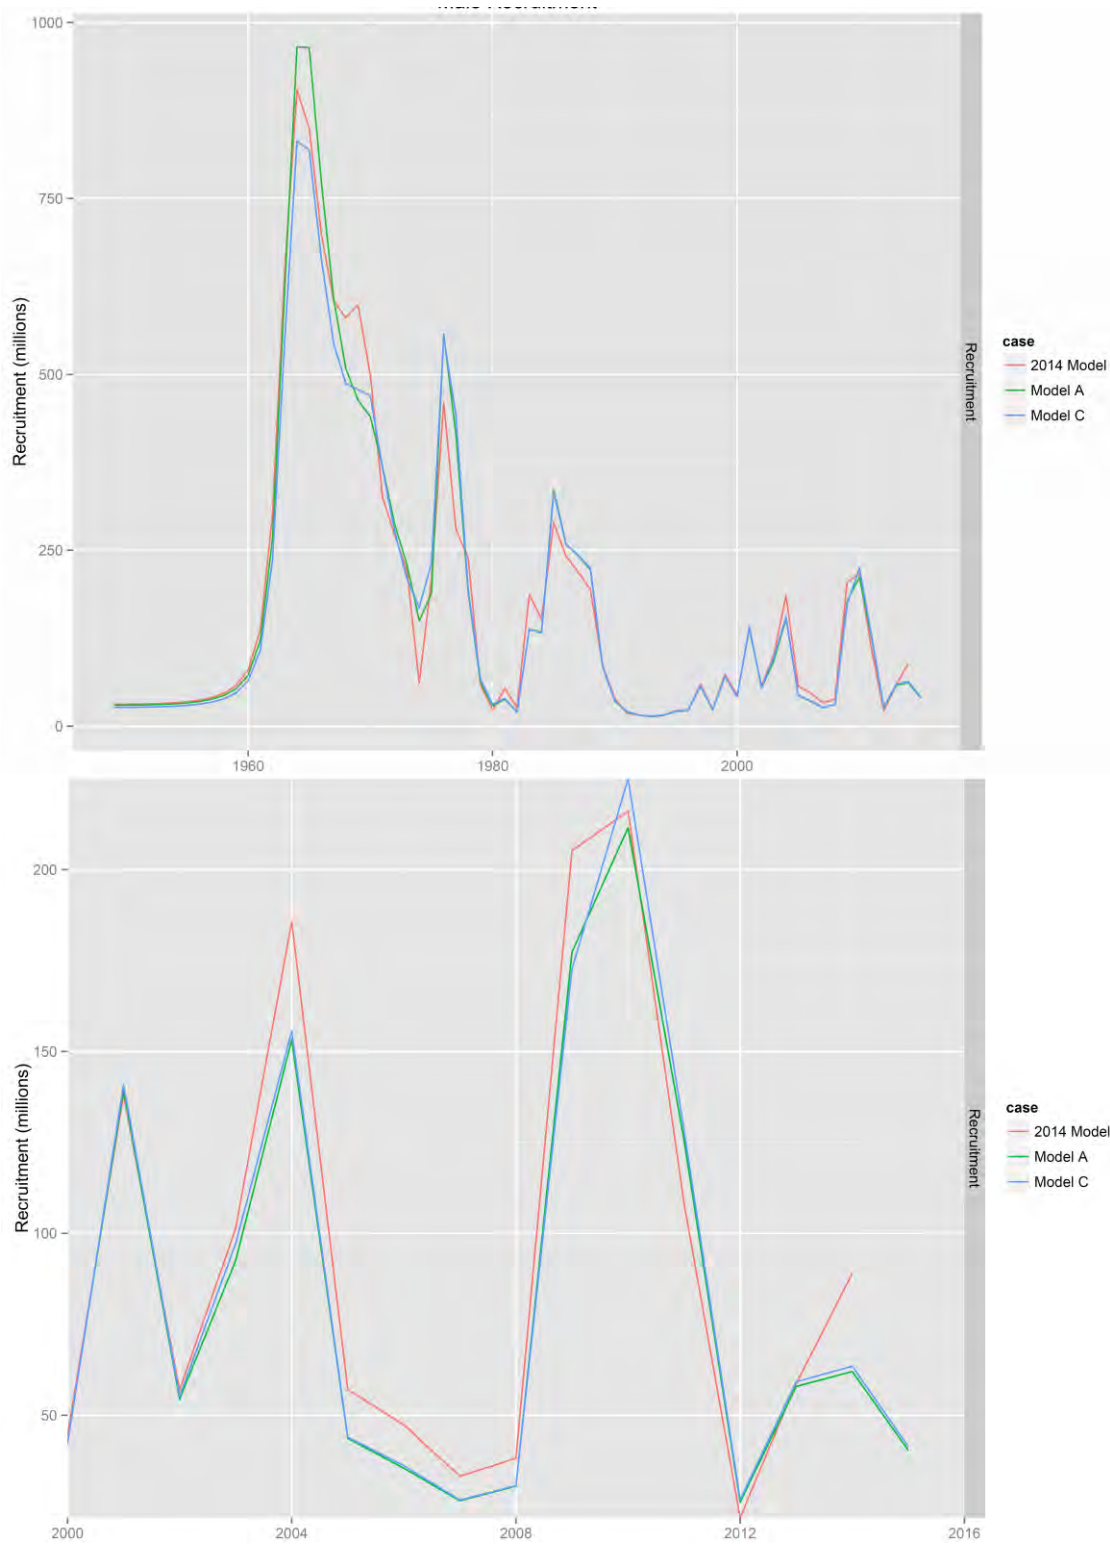 1000
750
500
250
0
Recruitment (millions)
1960
1980
2000
Recruitment
case
2014 Model
Model A
Model C
200
150
100
50
Recruitment (millions)
2000
2004
2008
2012
2016
Recruitment
case
2014 Model
Model A
Model C